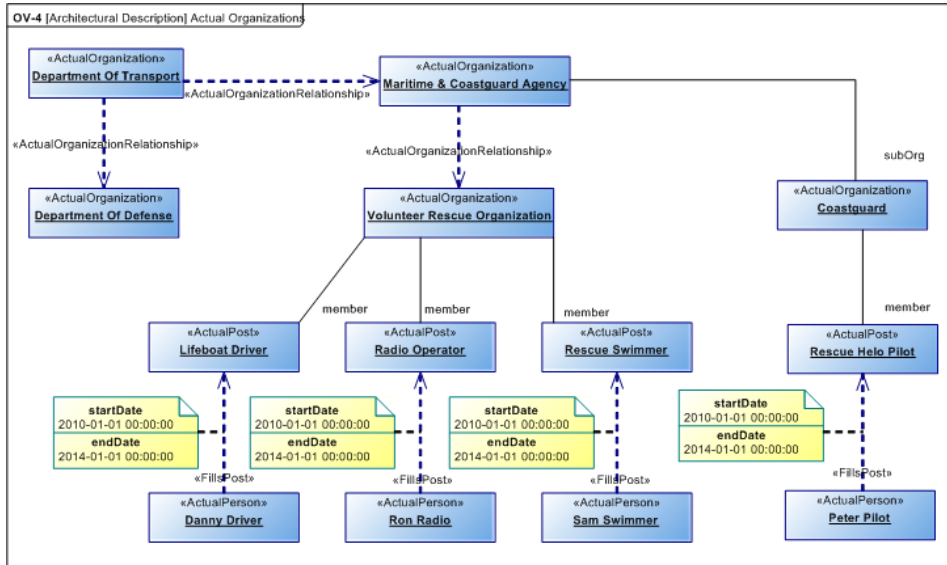 OV-4 [Architectural Description] Actual Organizations
«ActualOrganization»
Department Of Transport
«ActualOrganization»
Maritime & Coastguard Agency
«ActualOrganizationRelationship»
«ActualOrganizationRelationship»
«ActualOrganizationRelationship»
subOrg
«ActualOrganization»
Department Of Defense
«ActualOrganization»
Volunteer Rescue Organization
«ActualOrganization»
Coastguard
member
member
member
member
«ActualPost»
Lifeboat Driver
«ActualPost»
Radio Operator
«ActualPost»
Rescue Swimmer
«ActualPost»
Rescue Helo Pilot
startDate
2010-01-01 00:00:00
endDate
2014-01-01 00:00:00
startDate
2010-01-01 00:00:00
endDate
2014-01-01 00:00:00
startDate
2010-01-01 00:00:00
endDate
2014-01-01 00:00:00
startDate
2010-01-01 00:00:00
endDate
2014-01-01 00:00:00
«FillsPost»
«FillsPost»
«FillsPost»
«FillsPost»
«ActualPerson»
Danny Driver
«ActualPerson»
Ron Radio
«ActualPerson»
Sam Swimmer
«ActualPerson»
Peter Pilot